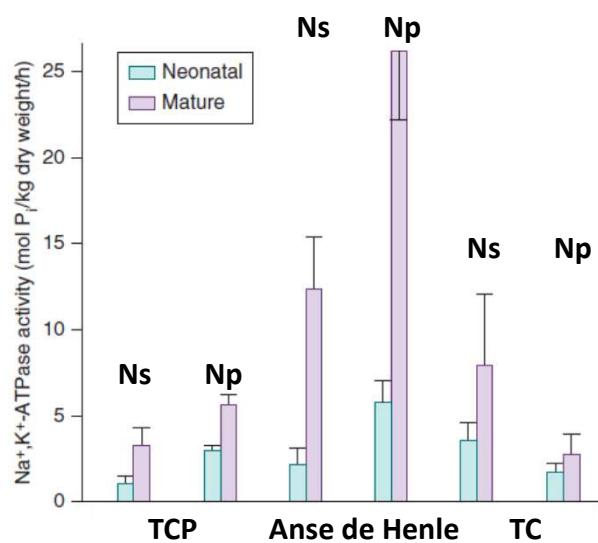 Ns Np
25
Neonatal
Mature
20
15
Ns Np
10
Ns Np
5
0
Na⁺,K⁺-ATPase activity (mol Pᵢ/kg dry weight/h)
TCP Anse de Henle TC